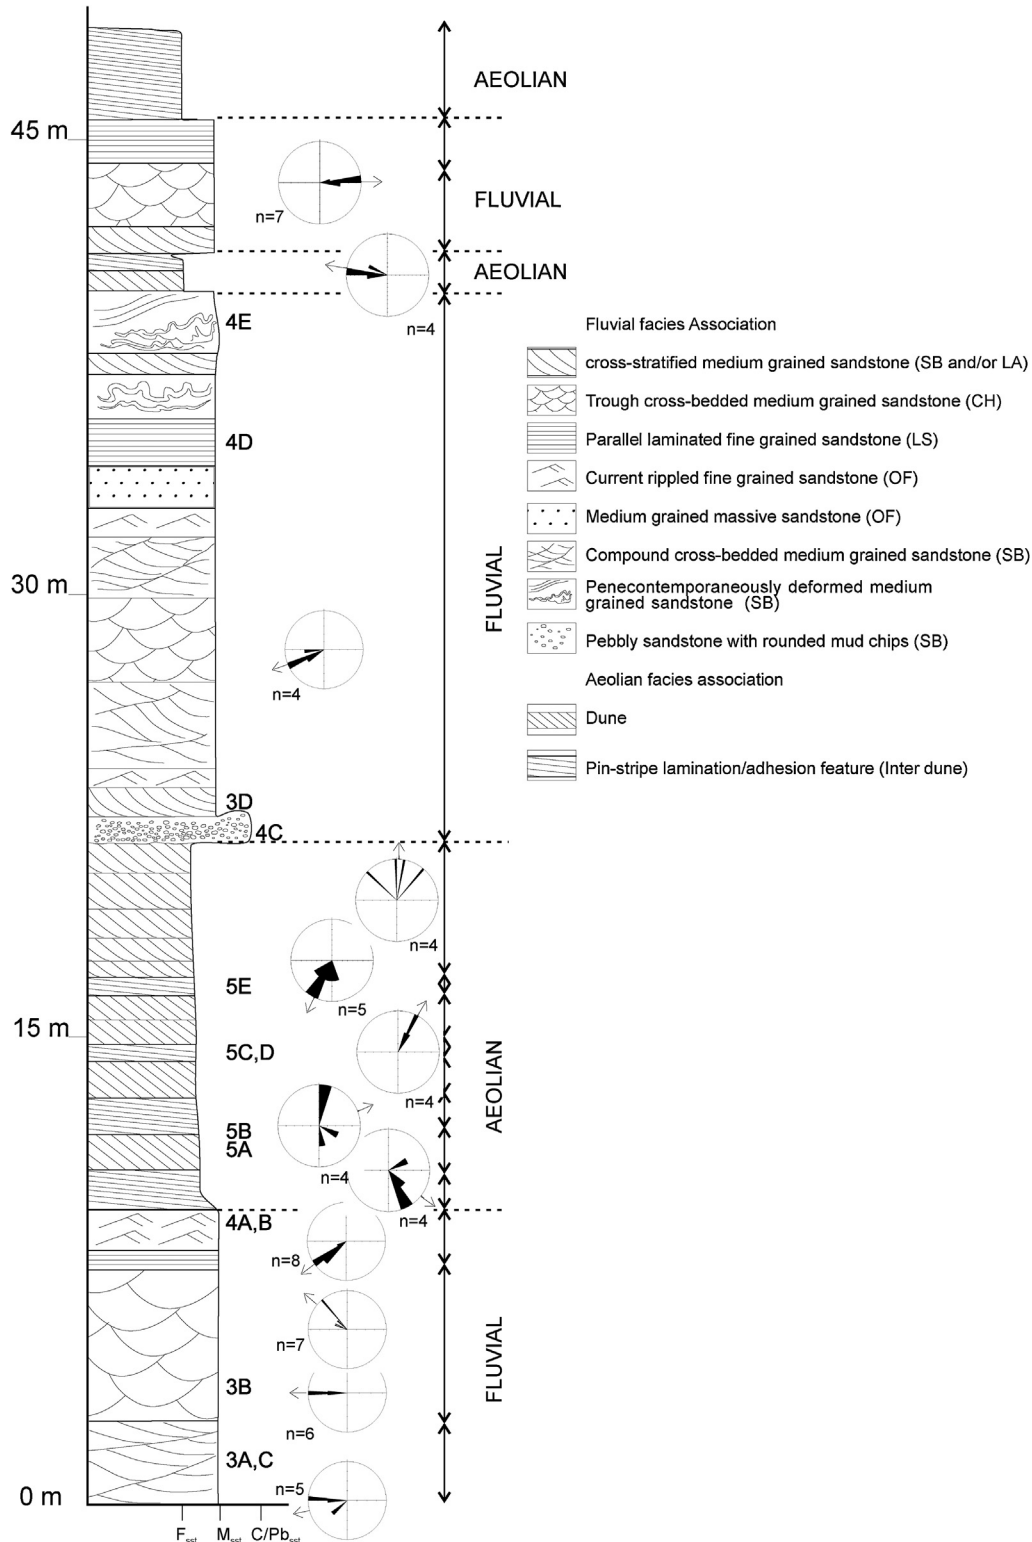 AEOLIAN
45 m
FLUVIAL
n=7
AEOLIAN
n=4
4E
4D
30 m
FLUVIAL
n=4
3D
4C
n=4
5E
n=5
15 m
5C,D
n=4
AEOLIAN
5B
5A
n=4
n=4
4A,B
n=8
n=7
FLUVIAL
3B
n=6
3A,C
n=5
0 m
Fsst Msst C/Pbsst
Fluvial facies Association
cross-stratified medium grained sandstone (SB and/or LA)
Trough cross-bedded medium grained sandstone (CH)
Parallel laminated fine grained sandstone (LS)
Current rippled fine grained sandstone (OF)
Medium grained massive sandstone (OF)
Compound cross-bedded medium grained sandstone (SB)
Penecontemporaneously deformed medium
grained sandstone (SB)
Pebbly sandstone with rounded mud chips (SB)
Aeolian facies association
Dune
Pin-stripe lamination/adhesion feature (Inter dune)